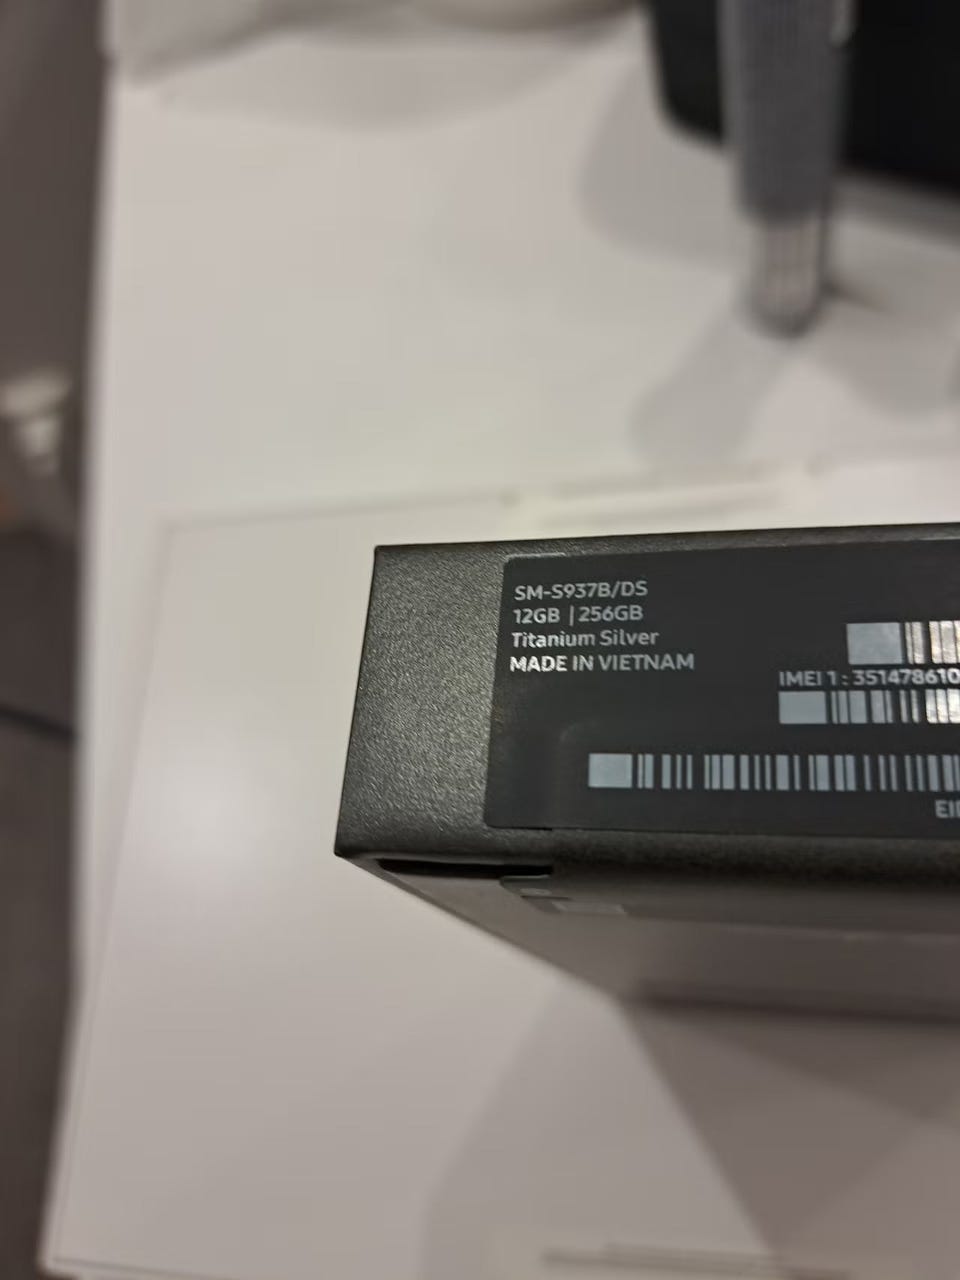 SM-S937B/DS
12GB | 256GB
Titanium Silver
MADE IN VIETNAM
IMEI 1 : 351478610